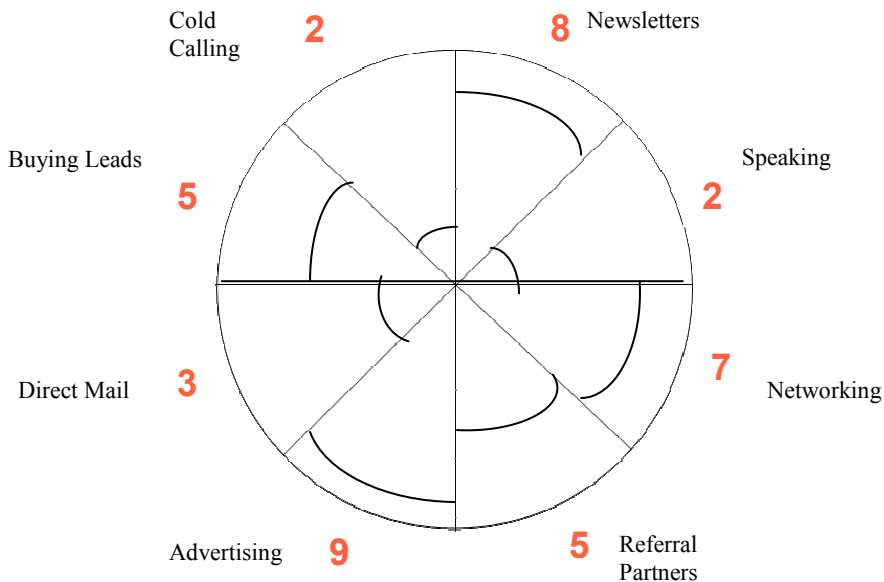 Cold
Calling
2
8
Newsletters
Buying Leads
5
Speaking
2
Direct Mail
3
7
Networking
Advertising
9
5
Referral
Partners